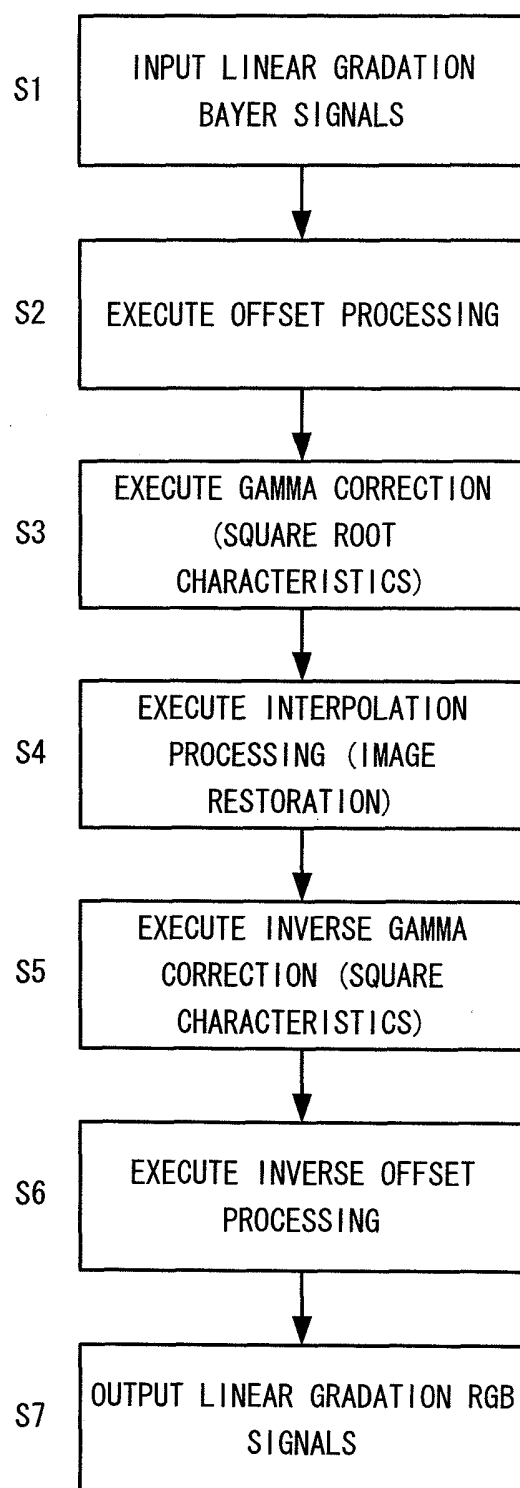 S1
INPUT LINEAR GRADATION
BAYER SIGNALS
S2
EXECUTE OFFSET PROCESSING
S3
EXECUTE GAMMA CORRECTION
(SQUARE ROOT
CHARACTERISTICS)
S4
EXECUTE INTERPOLATION
PROCESSING (IMAGE
RESTORATION)
S5
EXECUTE INVERSE GAMMA
CORRECTION (SQUARE
CHARACTERISTICS)
S6
EXECUTE INVERSE OFFSET
PROCESSING
S7
OUTPUT LINEAR GRADATION RGB
SIGNALS